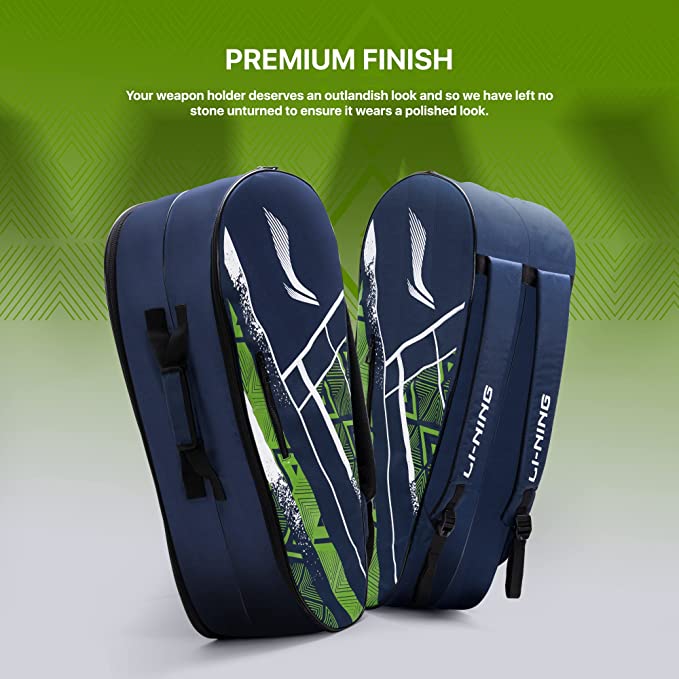 PREMIUM FINISH
Your weapon holder deserves an outlandish look and so we have left no
stone unturned to ensure it wears a polished look.
LI-NING
LI-NING